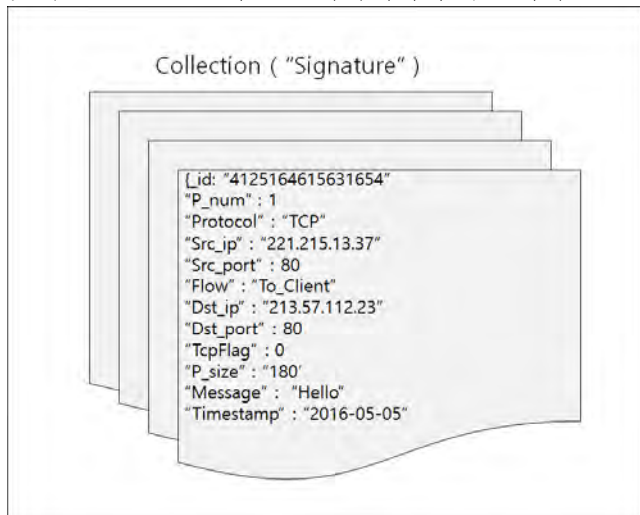 Collection ( "Signature" )
{_id: "4125164615631654"
"P_num" : 1
"Protocol" : "TCP"
"Src_ip" : "221.215.13.37"
"Src_port" : 80
"Flow" : "To_Client"
"Dst_ip" : "213.57.112.23"
"Dst_port" : 80
"TcpFlag" : 0
"P_size" : "180'
"Message" : "Hello"
"Timestamp" : "2016-05-05"